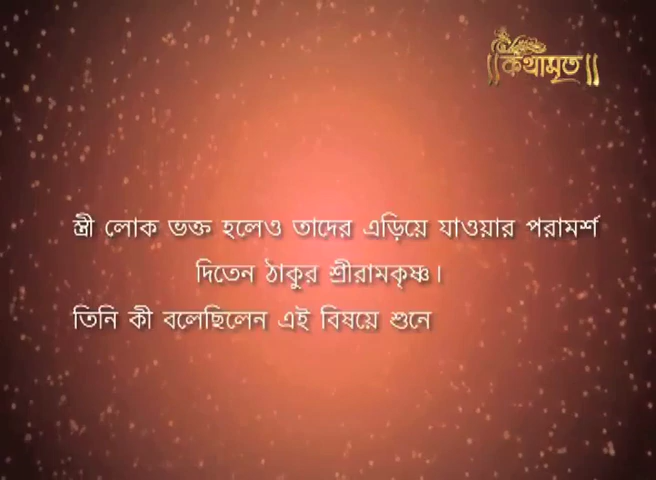 ||কথামৃত||
স্ত্রী লোক ভক্ত হলেও তাদের এড়িয়ে যাওয়ার পরামর্শ
দিতেন ঠাকুর শ্রীরামকৃষ্ণ।
তিনি কী বলেছিলেন এই বিষয়ে শুনে